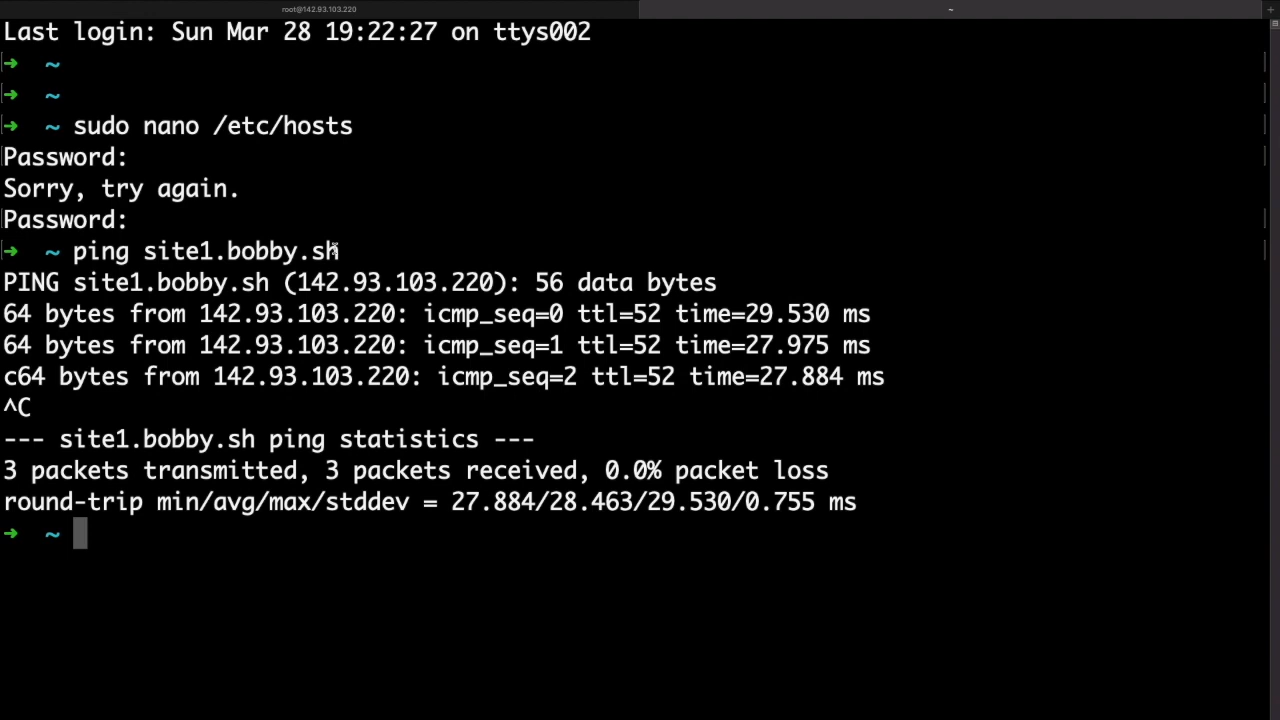 root@142.93.103.220
~
Last login: Sun Mar 28 19:22:27 on ttys002
➜ ~
➜ ~
➜ ~ sudo nano /etc/hosts
Password:
Sorry, try again.
Password:
➜ ~ ping site1.bobby.sh
PING site1.bobby.sh (142.93.103.220): 56 data bytes
64 bytes from 142.93.103.220: icmp_seq=0 ttl=52 time=29.530 ms
64 bytes from 142.93.103.220: icmp_seq=1 ttl=52 time=27.975 ms
c64 bytes from 142.93.103.220: icmp_seq=2 ttl=52 time=27.884 ms
^C
--- site1.bobby.sh ping statistics ---
3 packets transmitted, 3 packets received, 0.0% packet loss
round-trip min/avg/max/stddev = 27.884/28.463/29.530/0.755 ms
➜ ~